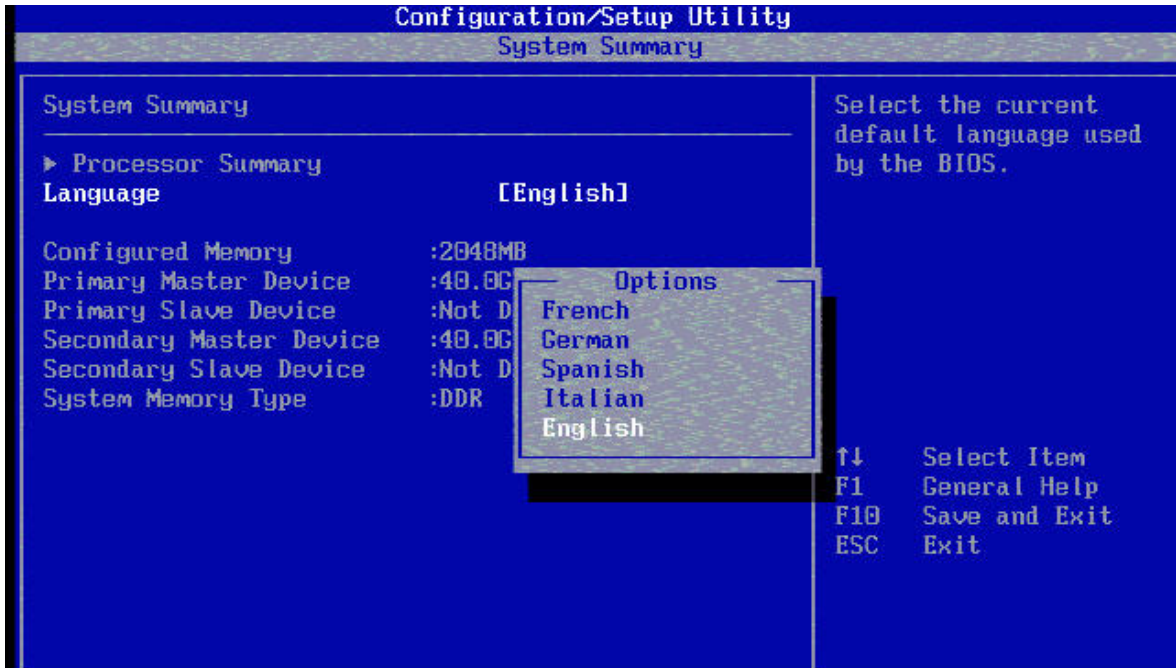 Configuration/Setup Utility
System Summary
System Summary
▶ Processor Summary
Language [English]
Configured Memory :2048MB
Primary Master Device :40.0G
Primary Slave Device :Not D
Secondary Master Device :40.0G
Secondary Slave Device :Not D
System Memory Type :DDR
Options
French
German
Spanish
Italian
English
Select the current
default language used
by the BIOS.
↑↓ Select Item
F1 General Help
F10 Save and Exit
ESC Exit